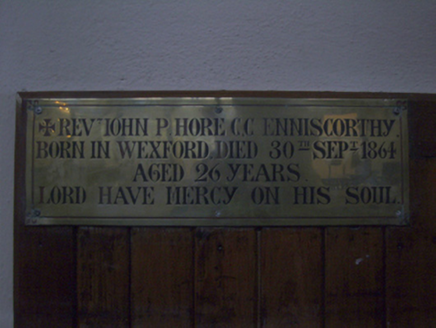 ✠ REVD JOHN P. HORE C.C. ENNISCORTHY.
BORN IN WEXFORD. DIED 30TH SEPT 1864
AGED 26 YEARS.
LORD HAVE MERCY ON HIS SOUL.